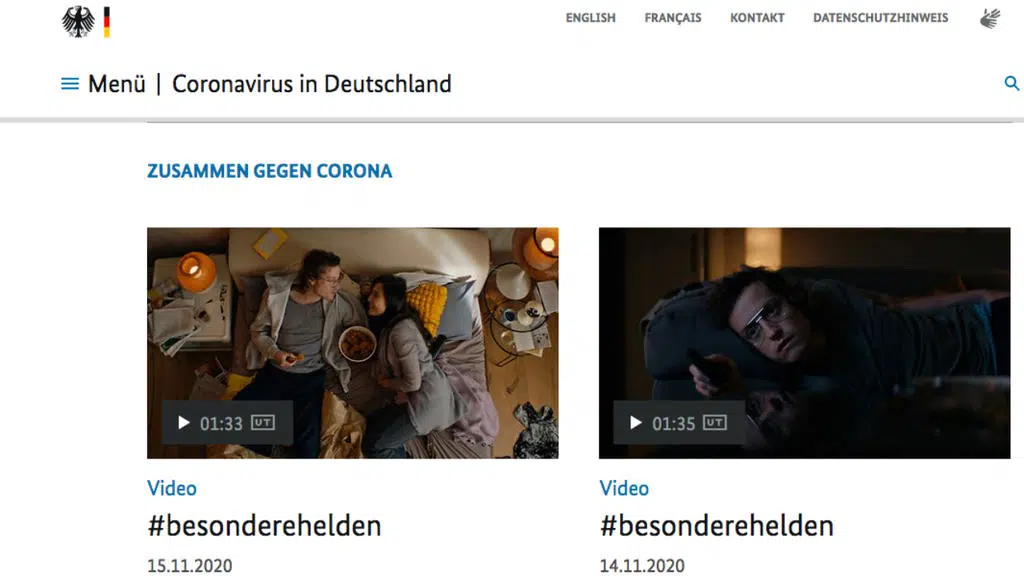 ENGLISH FRANÇAIS KONTAKT DATENSCHUTZHINWEIS
Menü | Coronavirus in Deutschland
ZUSAMMEN GEGEN CORONA
01:33 UT
01:35 UT
Video
Video
#besonderehelden
#besonderehelden
15.11.2020
14.11.2020